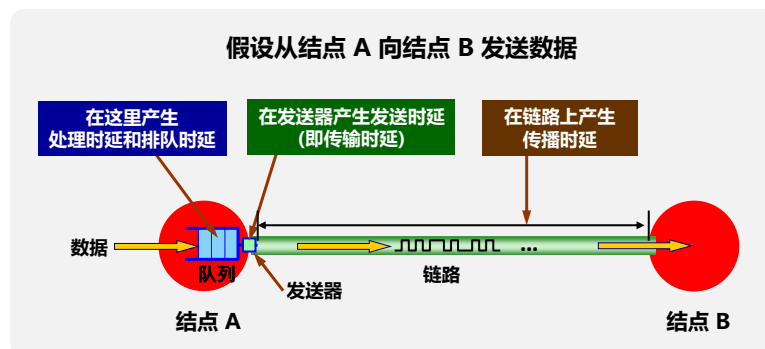 假设从结点 A 向结点 B 发送数据
在这里产生
处理时延和排队时延
在发送器产生发送时延
(即传输时延)
在链路上产生
传播时延
数据
队列
发送器
...
链路
结点 A
结点 B